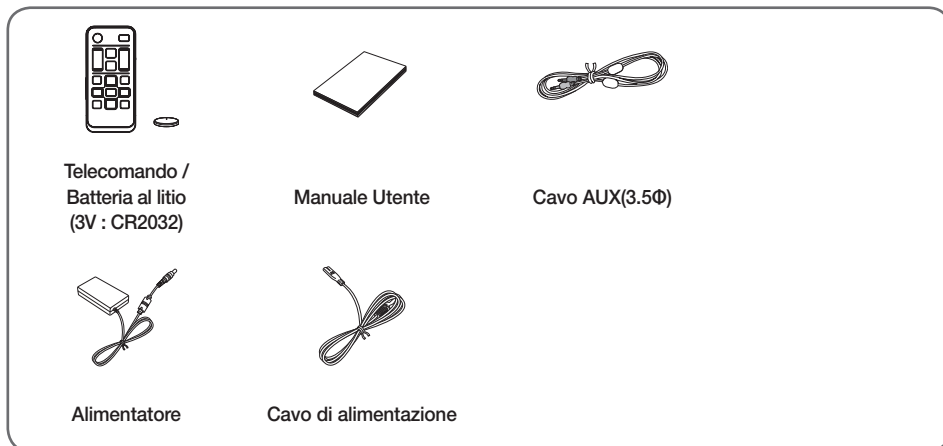 Telecomando /
Batteria al litio
(3V : CR2032)
Manuale Utente
Cavo AUX(3.5Φ)
Alimentatore
Cavo di alimentazione